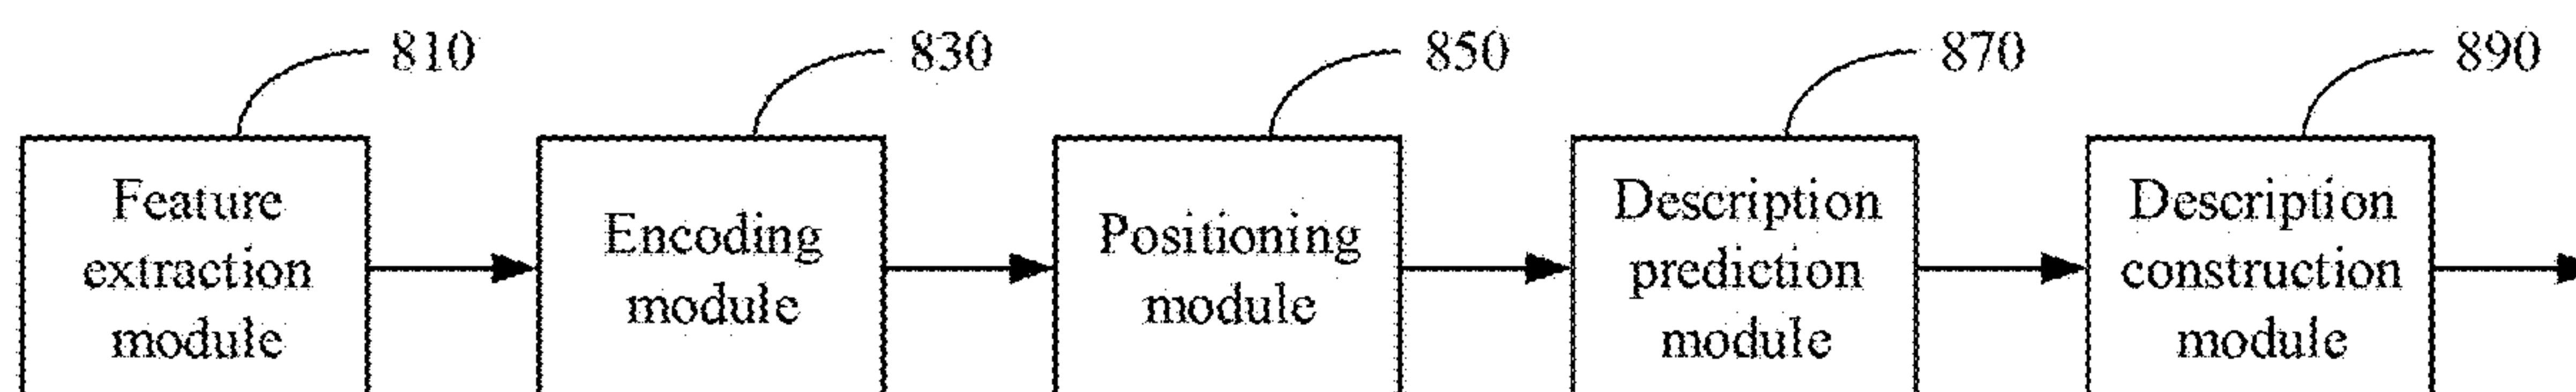 810
830
850
870
890
Feature
extraction
module
Encoding
module
Positioning
module
Description
prediction
module
Description
construction
module